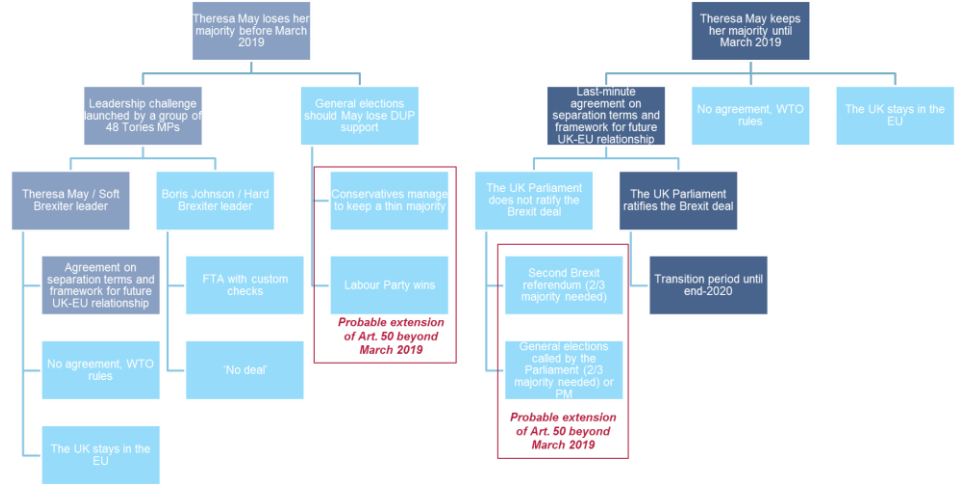 Theresa May loses her
majority before March
2019
Theresa May keeps
her majority until
March 2019
Leadership challenge
launched by a group of
48 Tories MPs
General elections
should May lose DUP
support
Last-minute
agreement on
separation terms and
framework for future
UK-EU relationship
No agreement, WTO
rules
The UK stays in the
EU
Theresa May / Soft
Brexiter leader
Boris Johnson / Hard
Brexiter leader
Conservatives manage
to keep a thin majority
The UK Parliament
does not ratify the
Brexit deal
The UK Parliament
ratifies the Brexit deal
Agreement on
separation terms and
framework for future
UK-EU relationship
FTA with custom
checks
Labour Party wins
Second Brexit
referendum (2/3
majority needed)
Transition period until
end-2020
Probable extension
of Art. 50 beyond
March 2019
No agreement, WTO
rules
'No deal'
General elections
called by the
Parliament (2/3
majority needed) or
PM
Probable extension
of Art. 50 beyond
March 2019
The UK stays in the
EU